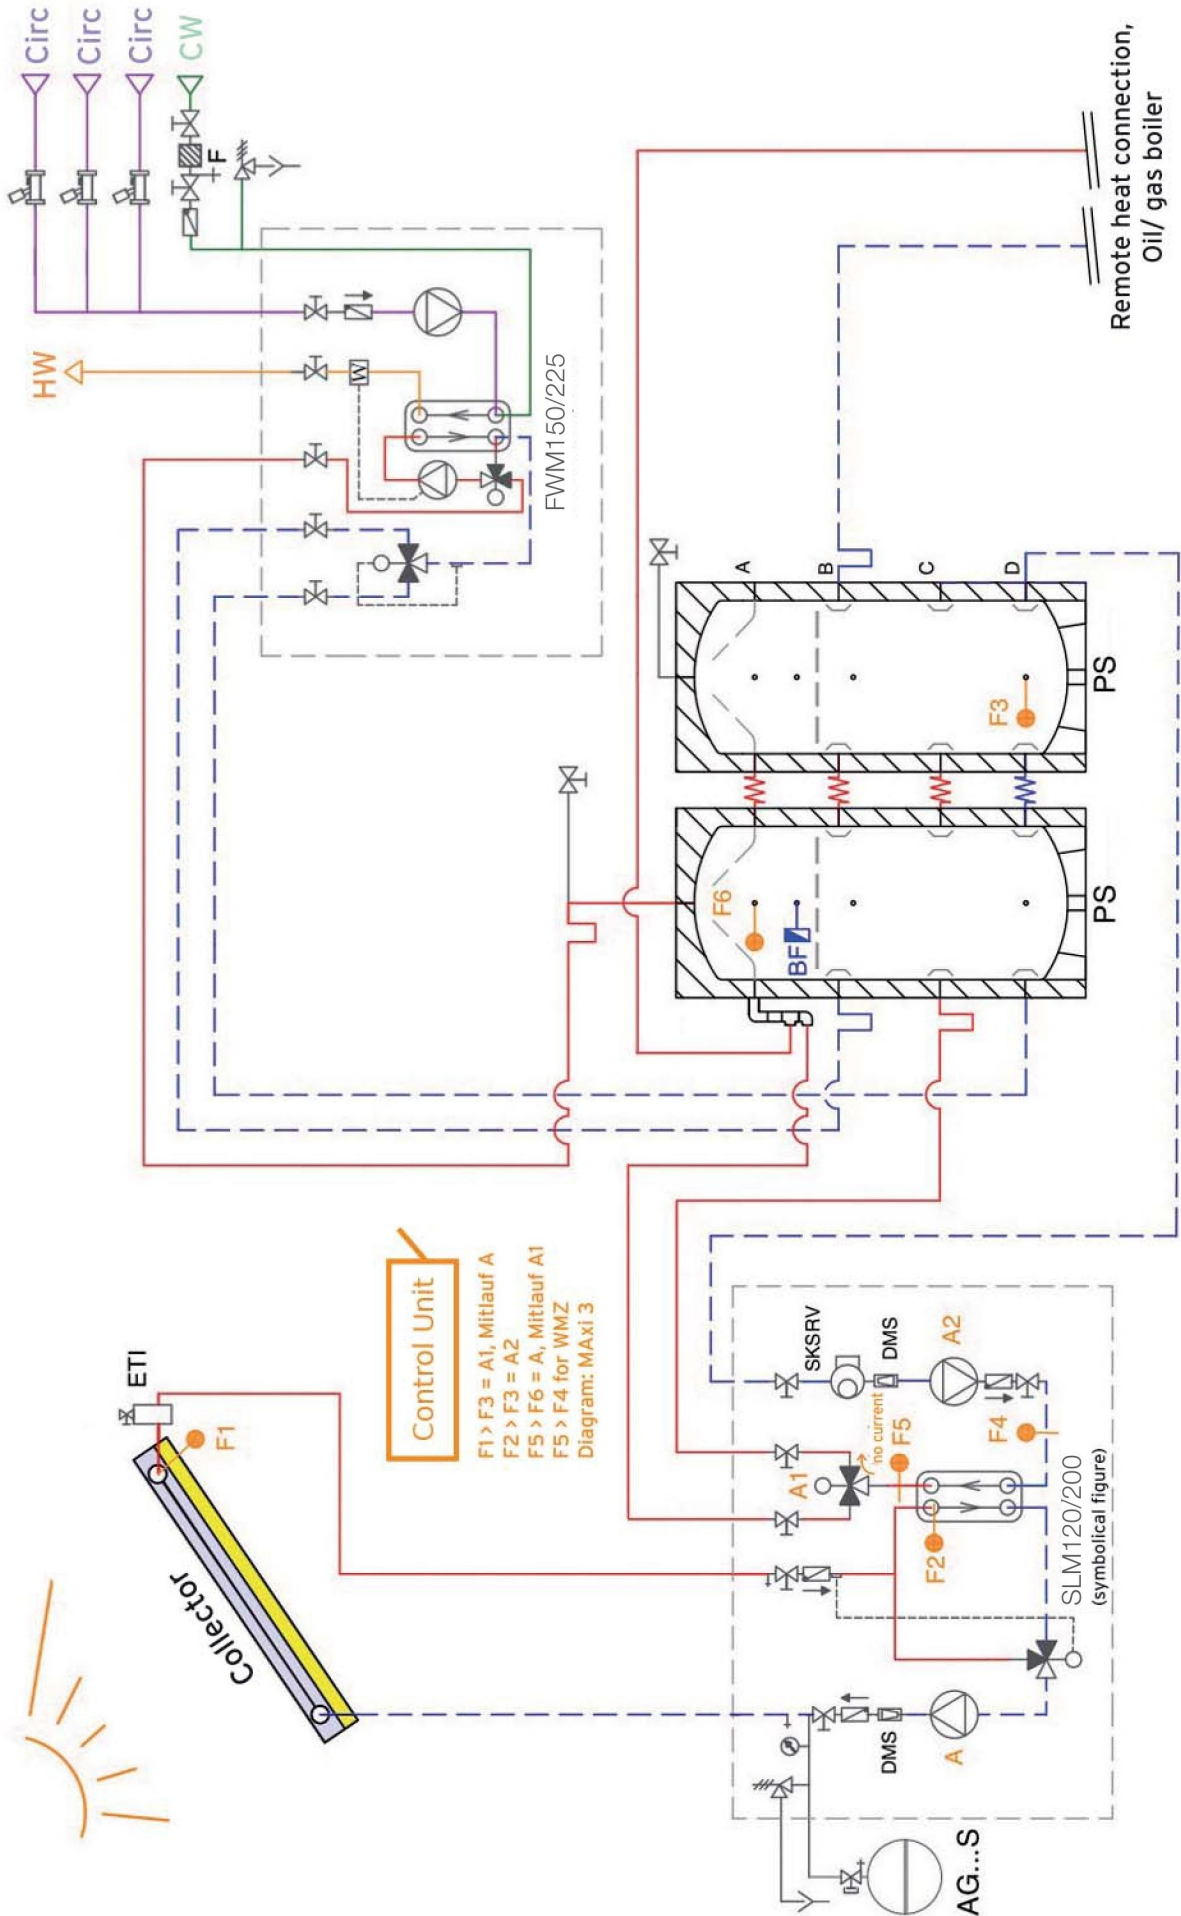 Circ
Circ
Circ
CW
F
HW
W
FWM150/225
Remote heat connection,
Oil/ gas boiler
A
B
C
D
F3
PS
F6
BF
PS
Control Unit
F1 > F3 = A1, Mitlauf A
F2 > F3 = A2
F5 > F6 = A, Mitlauf A1
F5 > F4 for WMZ
Diagram: MAxi 3
ETI
F1
Collector
SKSRV
DMS
A2
A1
no current
F5
F4
F2
SLM120/200
(symbolical figure)
DMS
A
AG...S